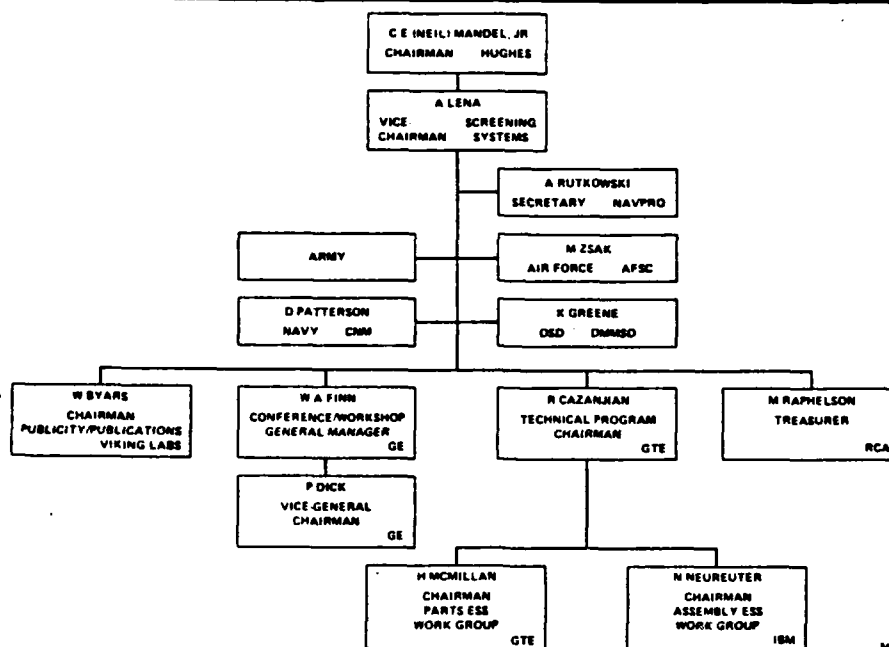 C E (NEIL) MANDEL, JR
CHAIRMAN HUGHES
A LENA
VICE SCREENING
CHAIRMAN SYSTEMS
A RUTKOWSKI
SECRETARY NAVPRO
ARMY
M ZSAK
AIR FORCE AFSC
D PATTERSON
NAVY CNM
K GREENE
OSD DMMSO
W BYARS
CHAIRMAN
PUBLICITY/PUBLICATIONS
VIKING LABS
W A FINN
CONFERENCE/WORKSHOP
GENERAL MANAGER
GE
R CAZANJIAN
TECHNICAL PROGRAM
CHAIRMAN
GTE
M RAPHELSON
TREASURER
RCA
P DICK
VICE-GENERAL
CHAIRMAN
GE
H MCMILLAN
CHAIRMAN
PARTS ESS
WORK GROUP
GTE
N NEUREUTER
CHAIRMAN
ASSEMBLY ESS
WORK GROUP
IBM